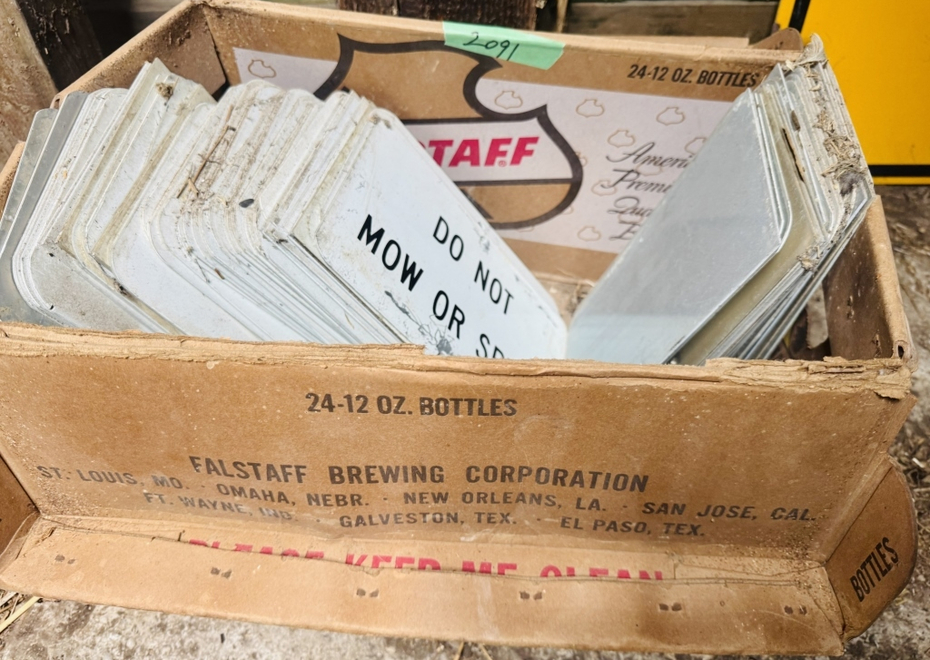 2091
24-12 OZ. BOTTLES
TAFF
DO NOT
MOW OR
24-12 OZ. BOTTLES
FALSTAFF BREWING CORPORATION
ST. LOUIS, MO. · OMAHA, NEBR. · NEW ORLEANS, LA. · SAN JOSE, CAL.
FT. WAYNE, IND. · GALVESTON, TEX. · EL PASO, TEX.
PLEASE KEEP ME CLEAN
BOTTLES